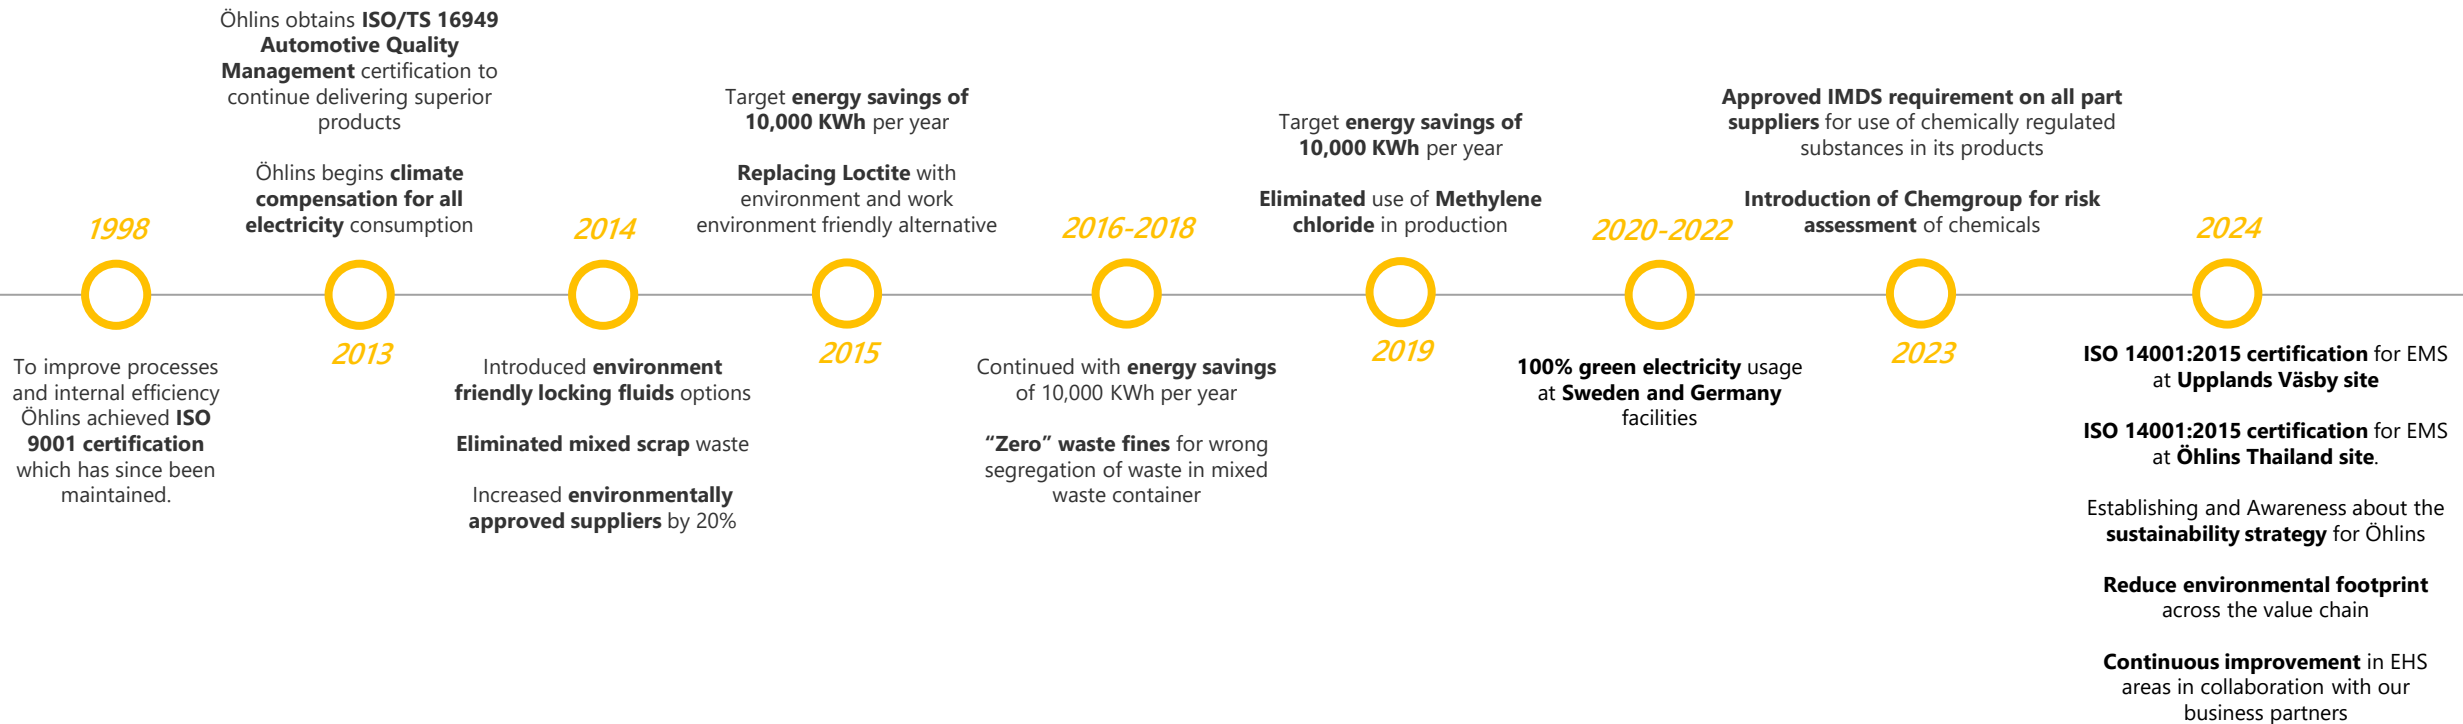 1998
To improve processes
and internal efficiency
Öhlins achieved ISO
9001 certification
which has since been
maintained.
Öhlins obtains ISO/TS 16949
Automotive Quality
Management certification to
continue delivering superior
products
Öhlins begins climate
compensation for all
electricity consumption
2013
2014
Introduced environment
friendly locking fluids options
Eliminated mixed scrap waste
Increased environmentally
approved suppliers by 20%
Target energy savings of
10,000 KWh per year
Replacing Loctite with
environment and work
environment friendly alternative
2015
2016-2018
Continued with energy savings
of 10,000 KWh per year
“Zero” waste fines for wrong
segregation of waste in mixed
waste container
Target energy savings of
10,000 KWh per year
Eliminated use of Methylene
chloride in production
2019
2020-2022
100% green electricity usage
at Sweden and Germany
facilities
Approved IMDS requirement on all part
suppliers for use of chemically regulated
substances in its products
Introduction of Chemgroup for risk
assessment of chemicals
2023
2024
ISO 14001:2015 certification for EMS
at Upplands Väsby site
ISO 14001:2015 certification for EMS
at Öhlins Thailand site.
Establishing and Awareness about the
sustainability strategy for Öhlins
Reduce environmental footprint
across the value chain
Continuous improvement in EHS
areas in collaboration with our
business partners